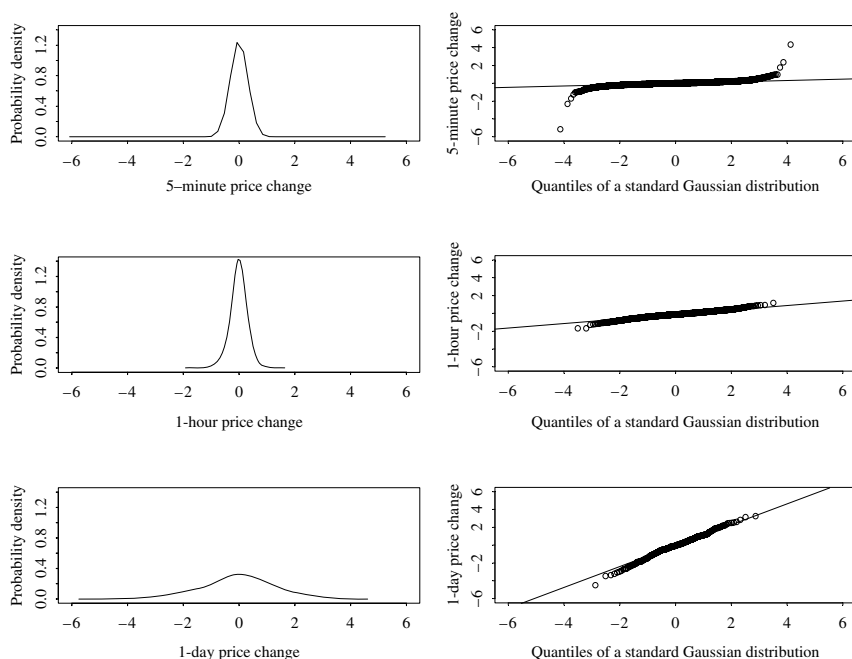 Probability density
0.0 0.4 0.8 1.2
−6 −4 −2 0 2 4 6
5–minute price change
5-minute price change
−6 −2 2 4 6
−6 −4 −2 0 2 4 6
Quantiles of a standard Gaussian distribution
Probability density
0.0 0.4 0.8 1.2
−6 −4 −2 0 2 4 6
1-hour price change
1-hour price change
−6 −2 2 4 6
−6 −4 −2 0 2 4 6
Quantiles of a standard Gaussian distribution
Probability density
0.0 0.4 0.8 1.2
−6 −4 −2 0 2 4 6
1-day price change
1-day price change
−6 −2 2 4 6
−6 −4 −2 0 2 4 6
Quantiles of a standard Gaussian distribution